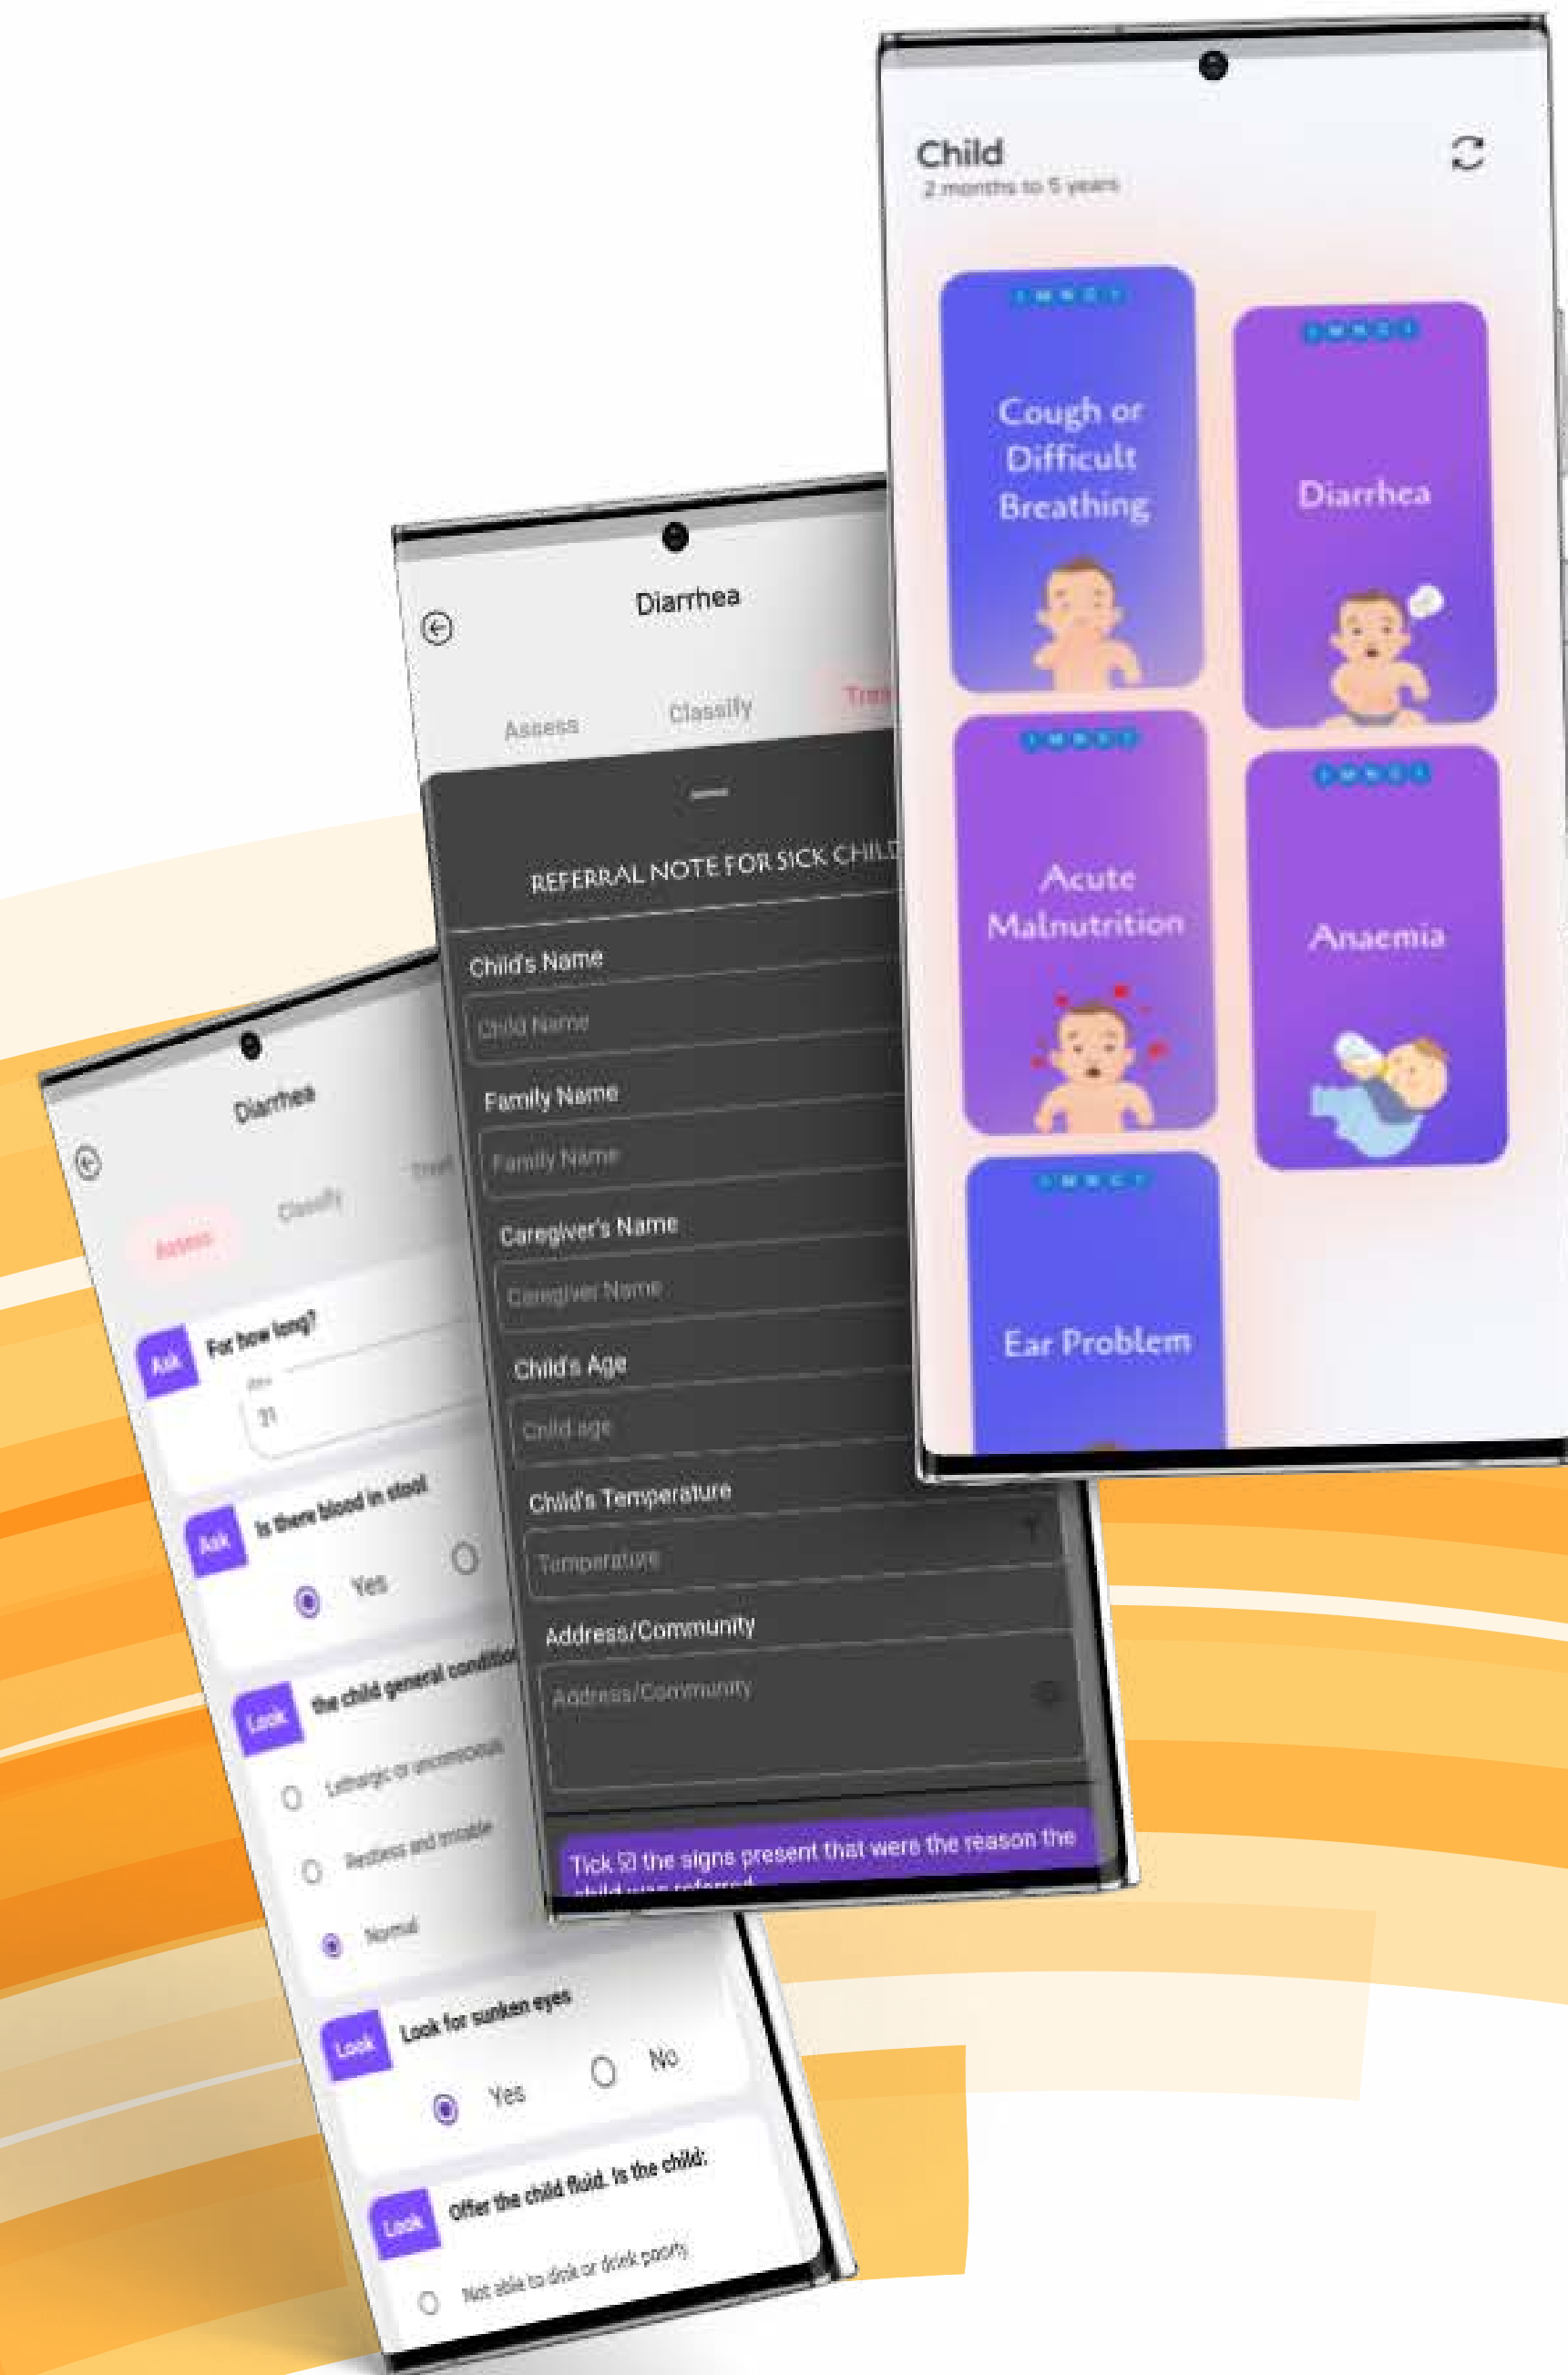 Child
2 months to 5 years
I M N C I
Cough or
Difficult
Breathing
I M N C I
Diarrhea
I M N C I
Acute
Malnutrition
I M N C I
Anaemia
I M N C I
Ear Problem
Diarrhea
Assess
Classify
REFERRAL NOTE FOR SICK CHILD
Child's Name
Child Name
Family Name
Family Name
Caregiver's Name
Caregiver Name
Child's Age
Child age
Child's Temperature
Temperature
Address/Community
Address/Community
Tick ☑ the signs present that were the reason the
child was referred
Diarrhea
Assess
Classify
Treat
Ask
For how long?
21
Ask
Is there blood in stool
Yes
Look
the child general condition
Lethargic or unconscious
Restless and irritable
Normal
Look
Look for sunken eyes
Yes
No
Look
Offer the child fluid. Is the child:
Not able to drink or drink poorly